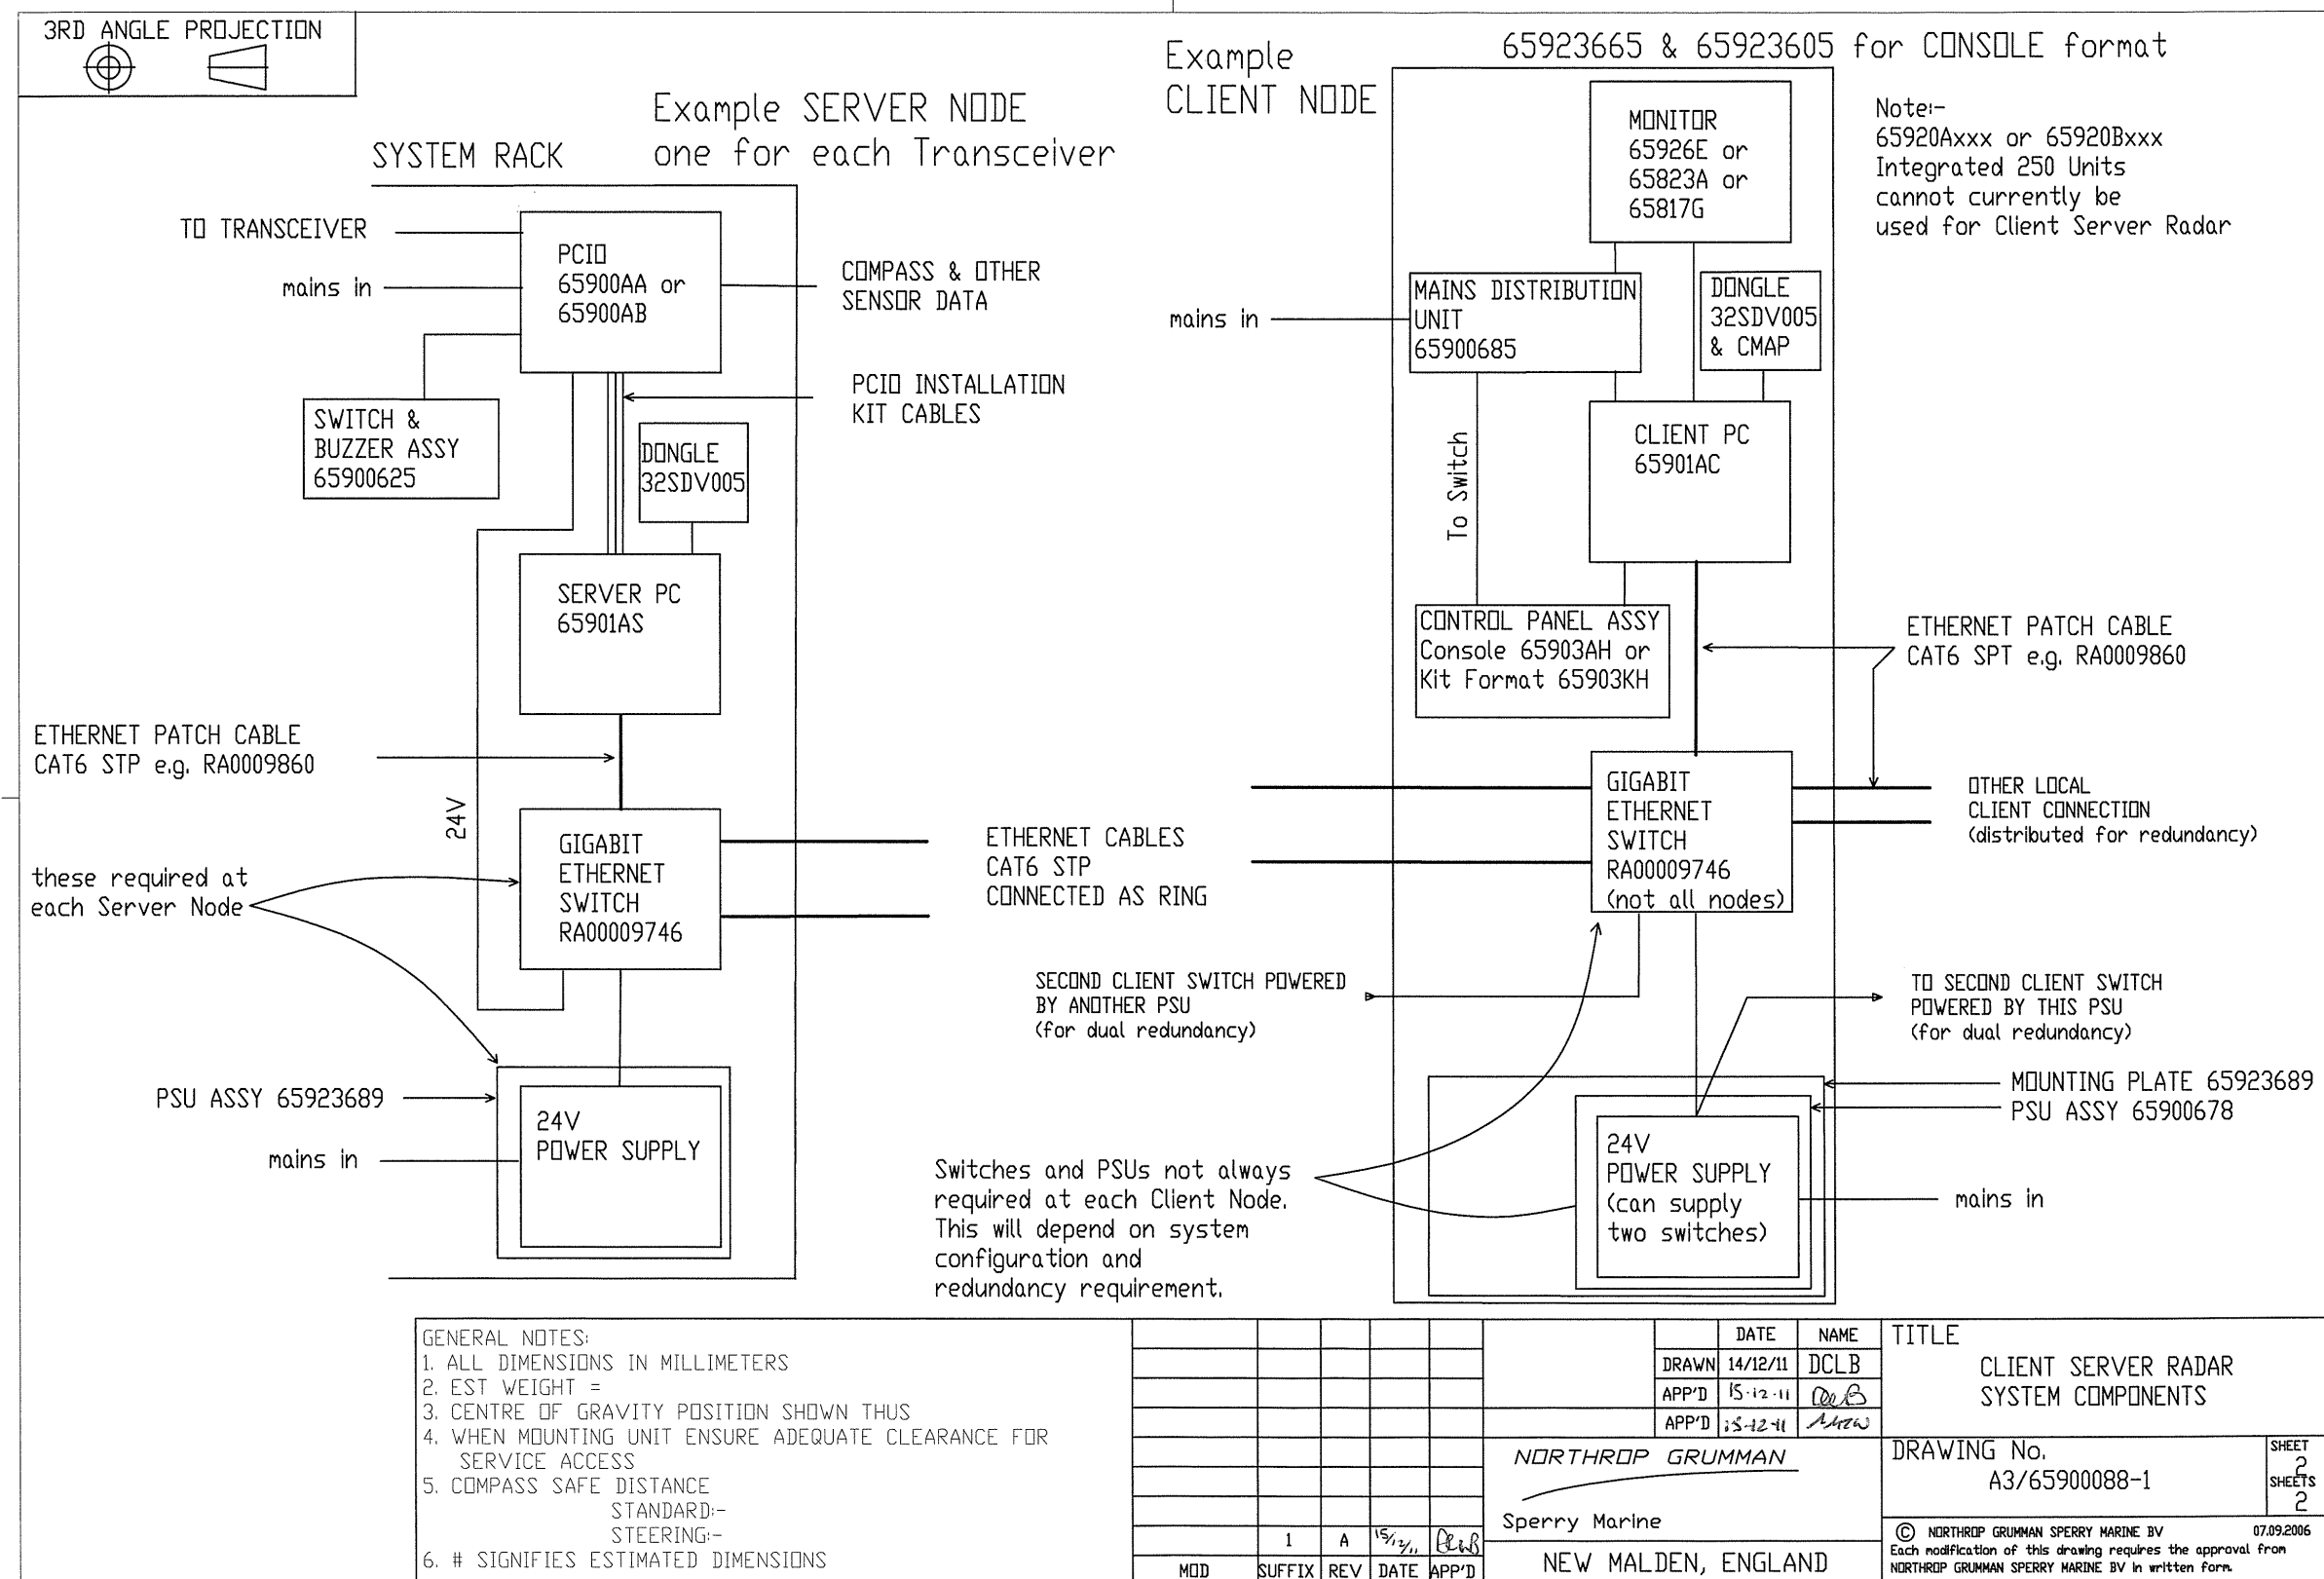 3RD ANGLE PROJECTION
Example SERVER NODE
one for each Transceiver
SYSTEM RACK
TO TRANSCEIVER
mains in
PCIO
65900AA or
65900AB
COMPASS & OTHER
SENSOR DATA
PCIO INSTALLATION
KIT CABLES
SWITCH &
BUZZER ASSY
65900625
DONGLE
32SDV005
SERVER PC
65901AS
ETHERNET PATCH CABLE
CAT6 STP e.g. RA0009860
24V
these required at
each Server Node
GIGABIT
ETHERNET
SWITCH
RA00009746
ETHERNET CABLES
CAT6 STP
CONNECTED AS RING
PSU ASSY 65923689
mains in
24V
POWER SUPPLY
Example
CLIENT NODE
65923665 & 65923605 for CONSOLE format
MONITOR
65926E or
65823A or
65817G
Note:-
65920Axxx or 65920Bxxx
Integrated 250 Units
cannot currently be
used for Client Server Radar
mains in
MAINS DISTRIBUTION
UNIT
65900685
DONGLE
32SDV005
& CMAP
To Switch
CLIENT PC
65901AC
CONTROL PANEL ASSY
Console 65903AH or
Kit Format 65903KH
ETHERNET PATCH CABLE
CAT6 SPT e.g. RA0009860
GIGABIT
ETHERNET
SWITCH
RA00009746
(not all nodes)
OTHER LOCAL
CLIENT CONNECTION
(distributed for redundancy)
SECOND CLIENT SWITCH POWERED
BY ANOTHER PSU
(for dual redundancy)
TO SECOND CLIENT SWITCH
POWERED BY THIS PSU
(for dual redundancy)
MOUNTING PLATE 65923689
PSU ASSY 65900678
24V
POWER SUPPLY
(can supply
two switches)
mains in
Switches and PSUs not always
required at each Client Node.
This will depend on system
configuration and
redundancy requirement.
GENERAL NOTES:
1. ALL DIMENSIONS IN MILLIMETERS
2. EST WEIGHT =
3. CENTRE OF GRAVITY POSITION SHOWN THUS
4. WHEN MOUNTING UNIT ENSURE ADEQUATE CLEARANCE FOR
SERVICE ACCESS
5. COMPASS SAFE DISTANCE
STANDARD:-
STEERING:-
6. # SIGNIFIES ESTIMATED DIMENSIONS
1 A 15/12/11
MOD SUFFIX REV DATE APP'D
DATE NAME
DRAWN 14/12/11 DCLB
APP'D 15-12-11
APP'D 15-12-11
NORTHROP GRUMMAN
Sperry Marine
NEW MALDEN, ENGLAND
TITLE
CLIENT SERVER RADAR
SYSTEM COMPONENTS
DRAWING No.
A3/65900088-1
SHEET
2
SHEETS
2
© NORTHROP GRUMMAN SPERRY MARINE BV 07.09.2006
Each modification of this drawing requires the approval from
NORTHROP GRUMMAN SPERRY MARINE BV in written form.